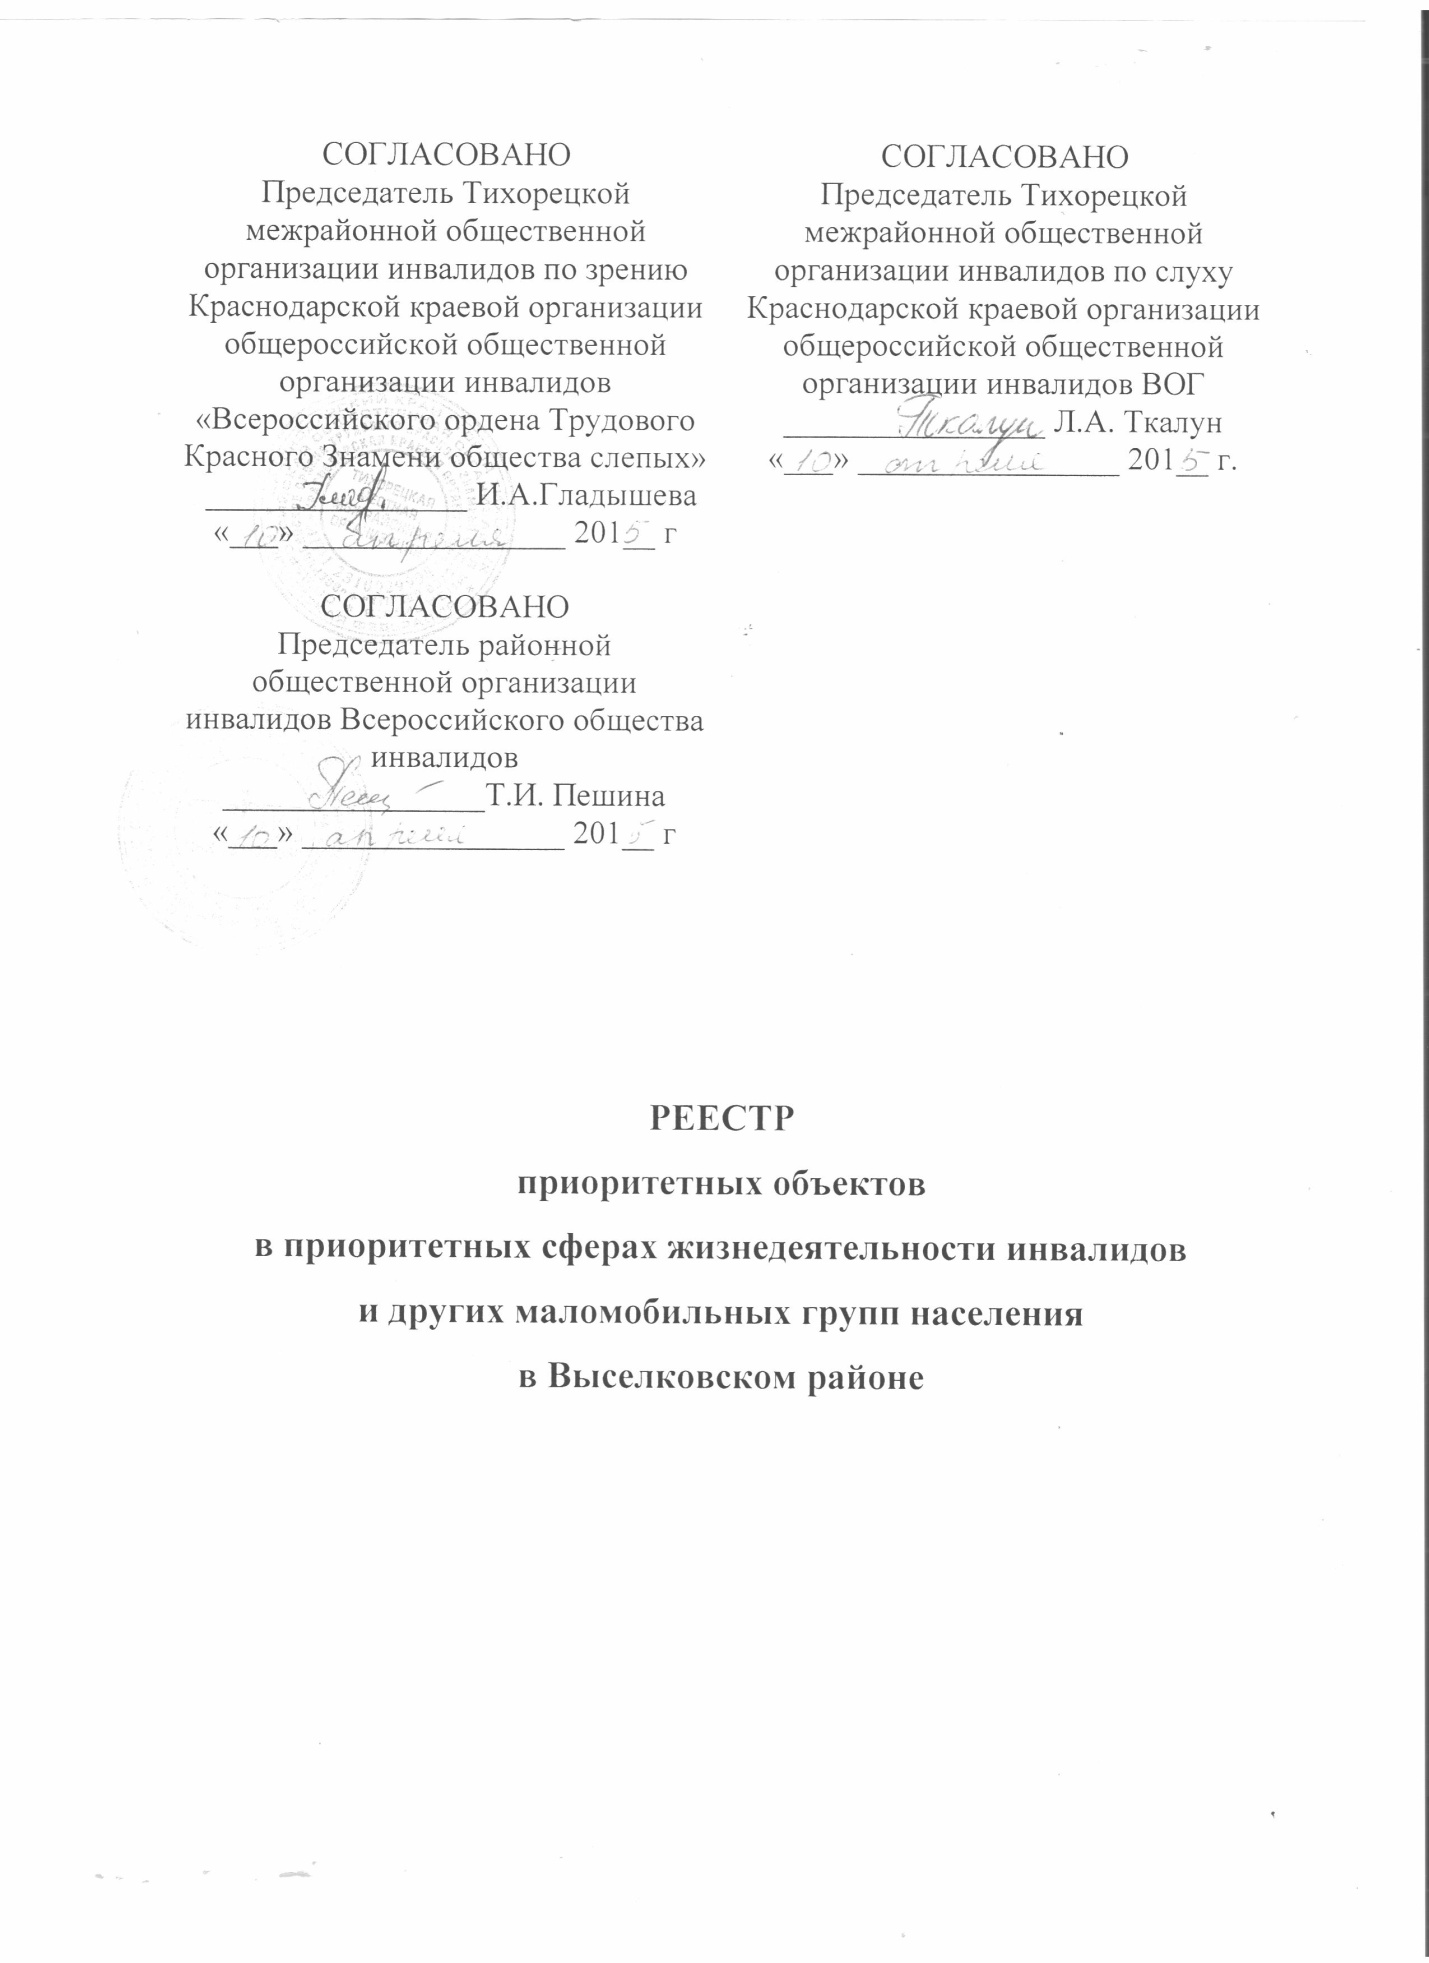 СОГЛАСОВАНО
Председатель Тихорецкой
межрайонной общественной
организации инвалидов по зрению
Краснодарской краевой организации
общероссийской общественной
организации инвалидов
«Всероссийского ордена Трудового
Красного Знамени общества слепых»
И.А.Гладышева
«10» апреля 2015 г
СОГЛАСОВАНО
Председатель Тихорецкой
межрайонной общественной
организации инвалидов по слуху
Краснодарской краевой организации
общероссийской общественной
организации инвалидов ВОГ
Ткалун Л.А. Ткалун
«10» апреля 2015 г.
СОГЛАСОВАНО
Председатель районной
общественной организации
инвалидов Всероссийского общества
инвалидов
Т.И. Пешина
«10» апреля 2015 г
РЕЕСТР
приоритетных объектов
в приоритетных сферах жизнедеятельности инвалидов
и других маломобильных групп населения
в Выселковском районе